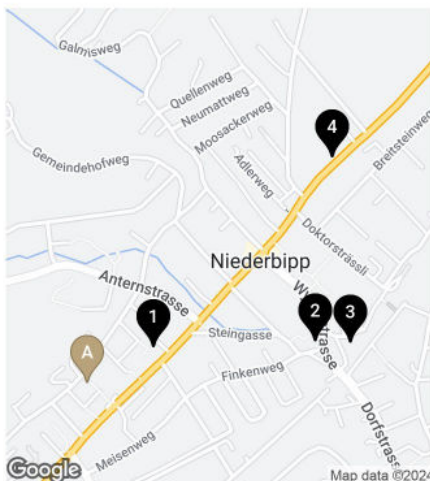 Galmisweg
Quellenweg
Neumattweg
Moosackerweg
4
Breitsteinweg
Gemeindehofweg
Adlerweg
Doktorsträssli
Niederbipp
Anternstrasse
1
Steingasse
2
3
A
Finkenweg
Meisenweg
Google
Map data ©2024